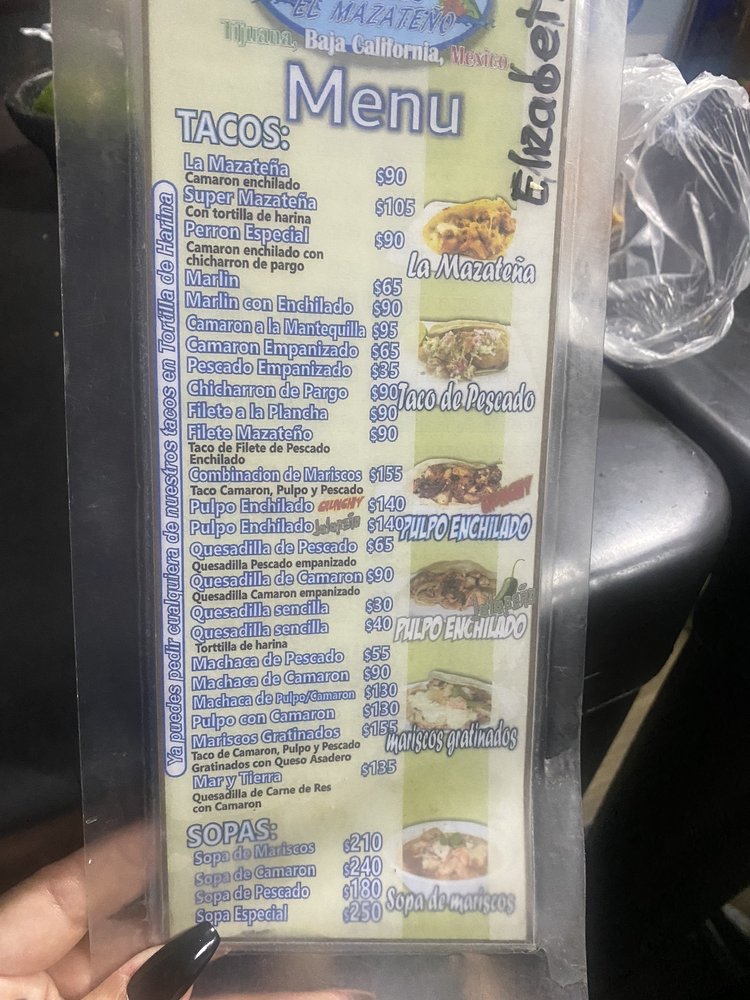 EL MAZATEÑO
Tijuana, Baja California, Mexico
Elizabet
Menu
TACOS:
Ya puedes pedir cualquiera de nuestros tacos en Tortilla de Harina
La Mazateña $90
Camaron enchilado
Super Mazateña $105
Con tortilla de harina
Perron Especial $90
Camaron enchilado con
chicharron de pargo
Marlin $65
Marlin con Enchilado $90
Camaron a la Mantequilla $95
Camaron Empanizado $65
Pescado Empanizado $35
Chicharron de Pargo $90
Filete a la Plancha $90
Filete Mazateño $90
Taco de Filete de Pescado
Enchilado
Combinacion de Mariscos $155
Taco Camaron, Pulpo y Pescado
Pulpo Enchilado CRUNCHY $140
Pulpo Enchilado Jalapeño $140
Quesadilla de Pescado $65
Quesadilla Pescado empanizado
Quesadilla de Camaron $90
Quesadilla Camaron empanizado
Quesadilla sencilla $30
Quesadilla sencilla $40
Torttilla de harina
Machaca de Pescado $55
Machaca de Camaron $90
Machaca de Pulpo/Camaron $130
Pulpo con Camaron $130
Mariscos Gratinados $155
Taco de Camaron, Pulpo y Pescado
Gratinados con Queso Asadero
Mar y Tierra $135
Quesadilla de Carne de Res
con Camaron
La Mazateña
Taco de Pescado
CRUNCHY
PULPO ENCHILADO
Jalapeño
PULPO ENCHILADO
mariscos gratinados
SOPAS:
Sopa de Mariscos $210
Sopa de Camaron $240
Sopa de Pescado $180
Sopa Especial $250
Sopa de mariscos